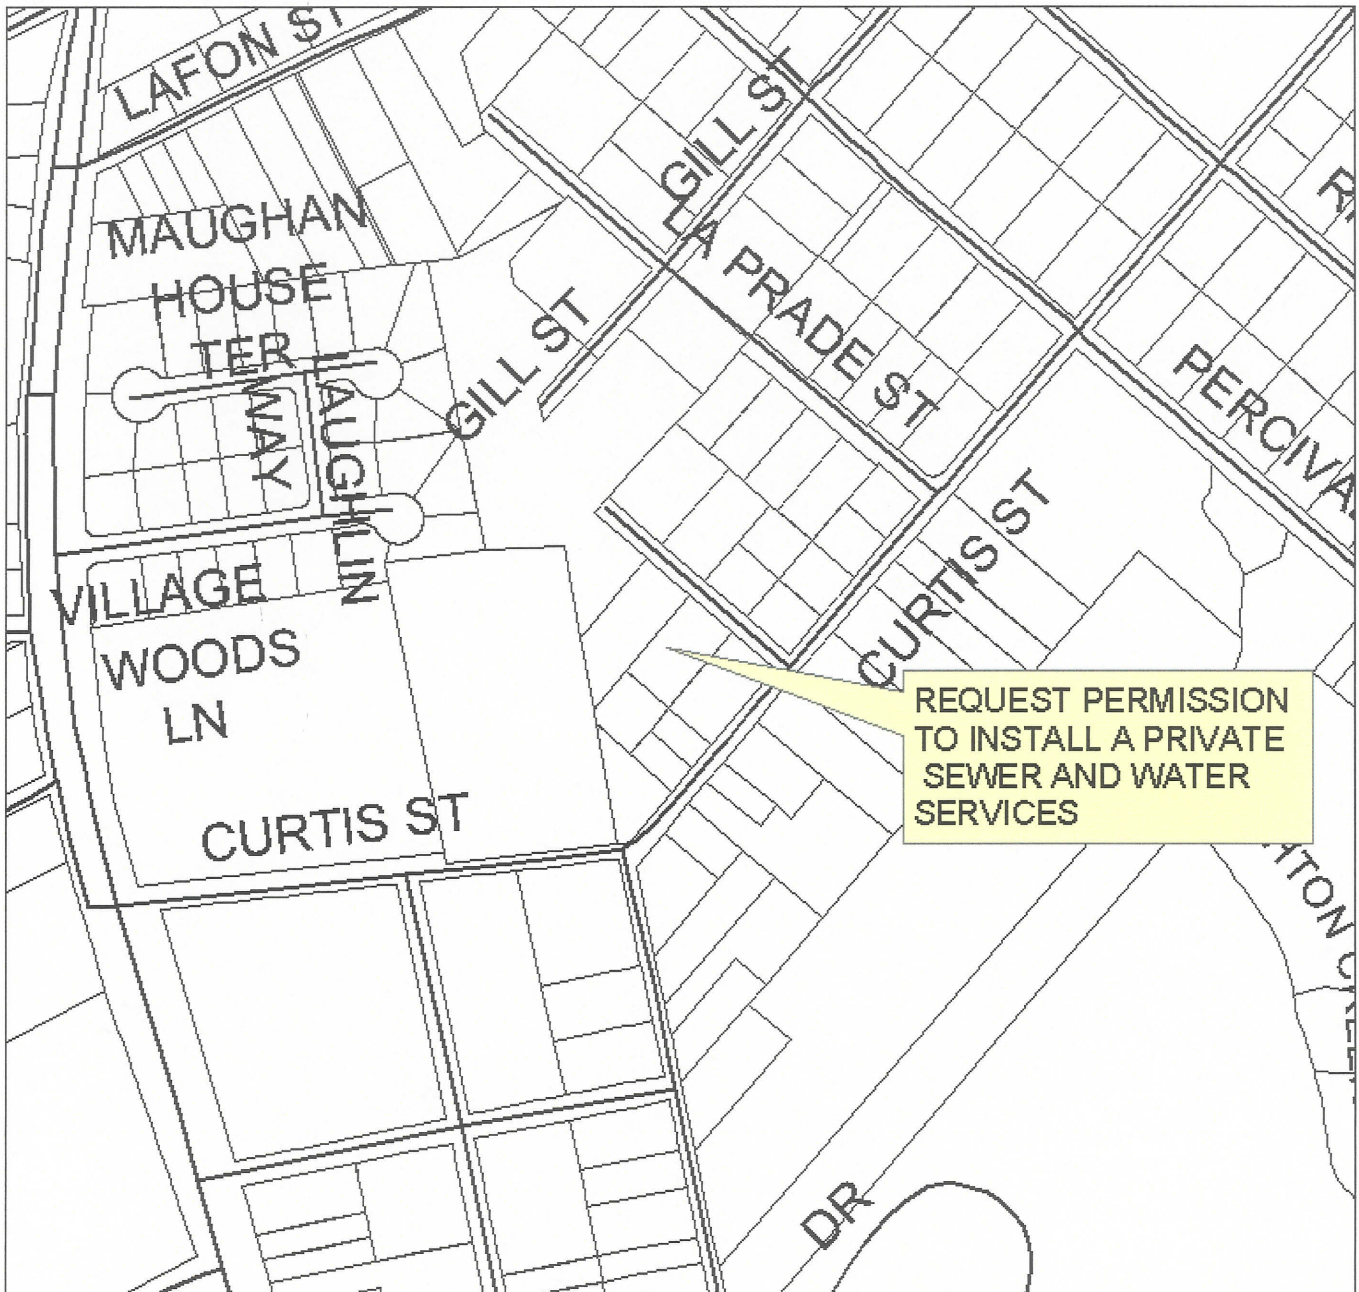 LAFON ST
GILL ST
MAUGHAN
HOUSE
TER
LA PRADE ST
GILL ST
LAUGHLIN
WAY
PERCIVAL
CURTIS ST
VILLAGE
WOODS
LN
REQUEST PERMISSION
TO INSTALL A PRIVATE
SEWER AND WATER
SERVICES
CURTIS ST
DR